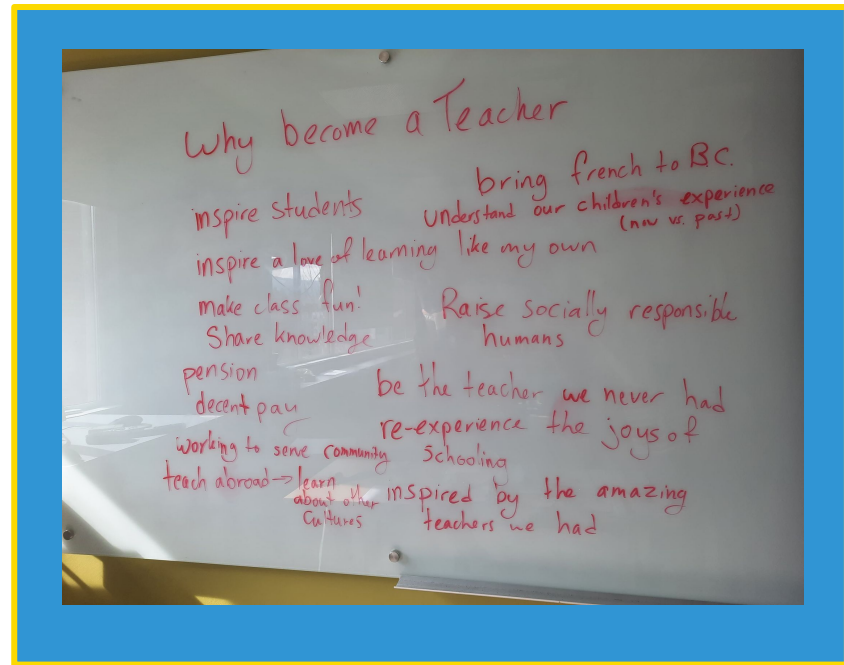 Why become a Teacher
bring french to BC.
inspire students
understand our children's experience
(now vs. past)
inspire a love of learning like my own
make class fun!
Share knowledge
Raise socially responsible
humans
pension
decent pay
be the teacher we never had
re-experience the joys of
schooling
working to serve community
teach abroad → learn
about other
cultures
inspired by the amazing
teachers we had